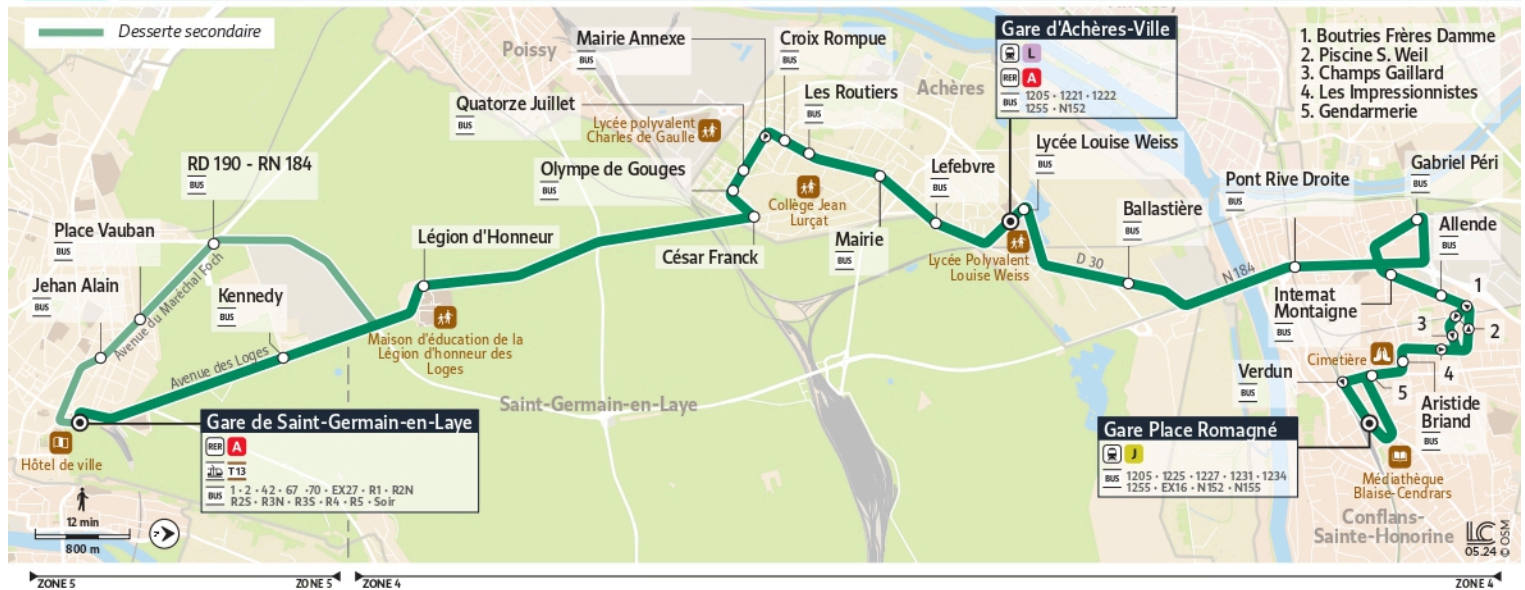 Desserte secondaire
Poissy
Mairie Annexe
BUS
Croix Rompue
BUS
Gare d'Achères-Ville
L
RER A
BUS 1205 • 1221 • 1222
1255 • N152
1. Boutries Frères Damme
2. Piscine S. Weil
3. Champs Gaillard
4. Les Impressionnistes
5. Gendarmerie
Quatorze Juillet
BUS
Lycée polyvalent
Charles de Gaulle
Les Routiers
BUS
Achères
RD 190 - RN 184
BUS
Olympe de Gouges
BUS
Collège Jean
Lurçat
Lefebvre
BUS
Lycée Louise Weiss
BUS
Pont Rive Droite
BUS
Gabriel Péri
BUS
Place Vauban
BUS
Légion d'Honneur
César Franck
Mairie
BUS
Lycée Polyvalent
Louise Weiss
D 30
Ballastière
BUS
N 184
Allende
BUS
Jehan Alain
BUS
Avenue du Maréchal Foch
Kennedy
BUS
Avenue des Loges
Maison d'éducation de la
Légion d'honneur des
Loges
Internat
Montaigne
BUS
1
3
2
Cimetière
4
Verdun
BUS
5
Aristide
Briand
BUS
Saint-Germain-en-Laye
Gare de Saint-Germain-en-Laye
RER A
T13
BUS 1 • 2 • 42 • 67 • 70 • EX27 • R1 • R2N
R2S • R3N • R3S • R4 • R5 • Soir
Hôtel de ville
Gare Place Romagné
J
BUS 1205 • 1225 • 1227 • 1231 • 1234
1255 • EX16 • N152 • N155
Médiathèque
Blaise-Cendrars
Conflans-
Sainte-Honorine
12 min
800 m
LC
05.24
© OSM
ZONE 5
ZONE 5
ZONE 4
ZONE 4